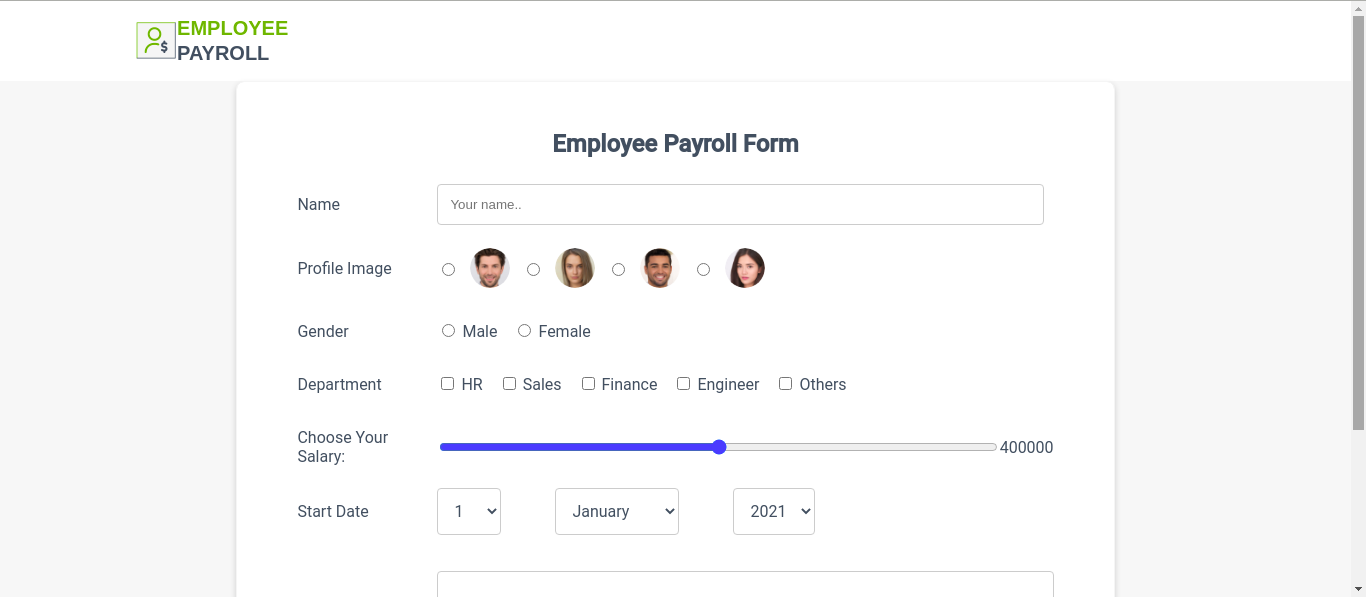 EMPLOYEE
PAYROLL
Employee Payroll Form
Name
Your name..
Profile Image
Gender
Male Female
Department
HR Sales Finance Engineer Others
Choose Your
Salary:
400000
Start Date
1 January 2021